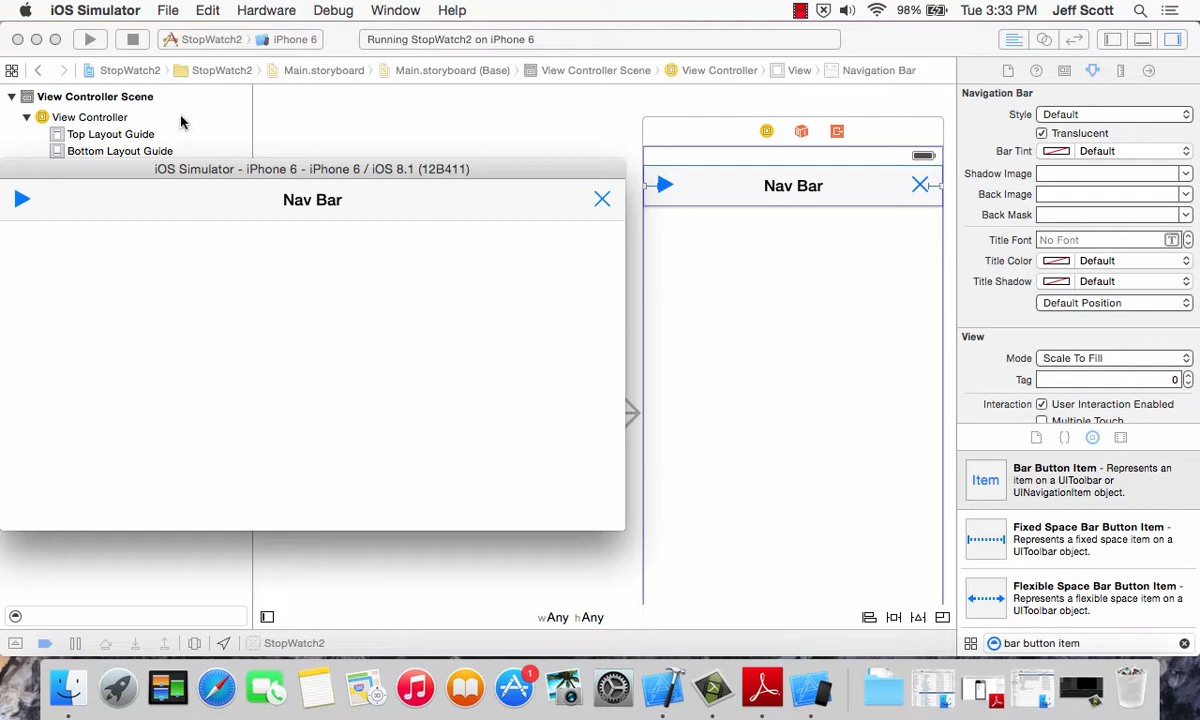 iOS Simulator File Edit Hardware Debug Window Help 98% Tue 3:33 PM Jeff Scott
StopWatch2 iPhone 6 Running StopWatch2 on iPhone 6
StopWatch2 StopWatch2 Main.storyboard Main.storyboard (Base) View Controller Scene View Controller View Navigation Bar
View Controller Scene
View Controller
Top Layout Guide
Bottom Layout Guide
iOS Simulator - iPhone 6 - iPhone 6 / iOS 8.1 (12B411)
Nav Bar
Nav Bar
wAny hAny
StopWatch2
Navigation Bar
Style Default
Translucent
Bar Tint Default
Shadow Image
Back Image
Back Mask
Title Font No Font T
Title Color Default
Title Shadow Default
Default Position
View
Mode Scale To Fill
Tag 0
Interaction User Interaction Enabled
Multiple Touch
{ }
Item
Bar Button Item - Represents an
item on a UIToolbar or
UINavigationItem object.
Fixed Space Bar Button Item -
Represents a fixed space item on a
UIToolbar object.
Flexible Space Bar Button Item -
Represents a flexible space item on a
UIToolbar object.
bar button item
1